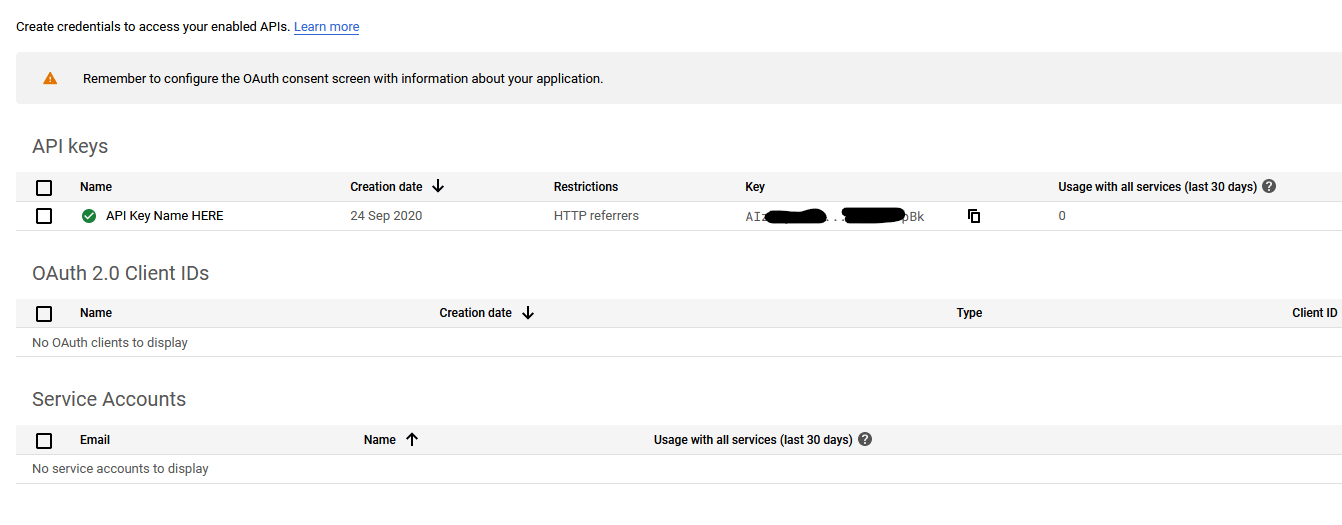 Create credentials to access your enabled APIs. Learn more
Remember to configure the OAuth consent screen with information about your application.
API keys
Name Creation date Restrictions Key Usage with all services (last 30 days)
API Key Name HERE 24 Sep 2020 HTTP referrers AIz...pBk 0
OAuth 2.0 Client IDs
Name Creation date Type Client ID
No OAuth clients to display
Service Accounts
Email Name Usage with all services (last 30 days)
No service accounts to display